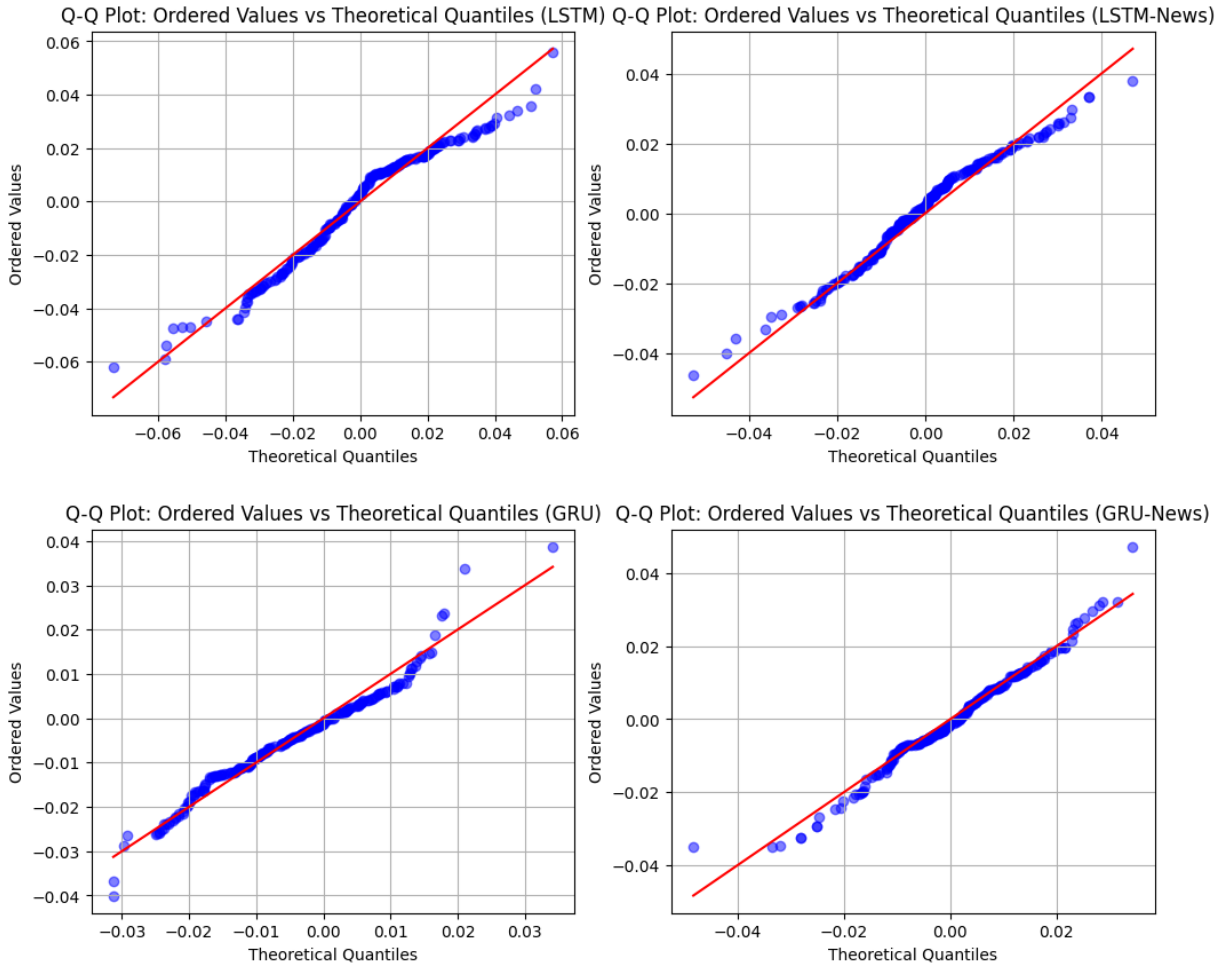 Q-Q Plot: Ordered Values vs Theoretical Quantiles (LSTM)
0.06
0.04
0.02
0.00
−0.02
−0.04
−0.06
Ordered Values
−0.06 −0.04 −0.02 0.00 0.02 0.04 0.06
Theoretical Quantiles
Q-Q Plot: Ordered Values vs Theoretical Quantiles (LSTM-News)
0.04
0.02
0.00
−0.02
−0.04
Ordered Values
−0.04 −0.02 0.00 0.02 0.04
Theoretical Quantiles
Q-Q Plot: Ordered Values vs Theoretical Quantiles (GRU)
0.04
0.03
0.02
0.01
0.00
−0.01
−0.02
−0.03
−0.04
Ordered Values
−0.03 −0.02 −0.01 0.00 0.01 0.02 0.03
Theoretical Quantiles
Q-Q Plot: Ordered Values vs Theoretical Quantiles (GRU-News)
0.04
0.02
0.00
−0.02
−0.04
Ordered Values
−0.04 −0.02 0.00 0.02
Theoretical Quantiles